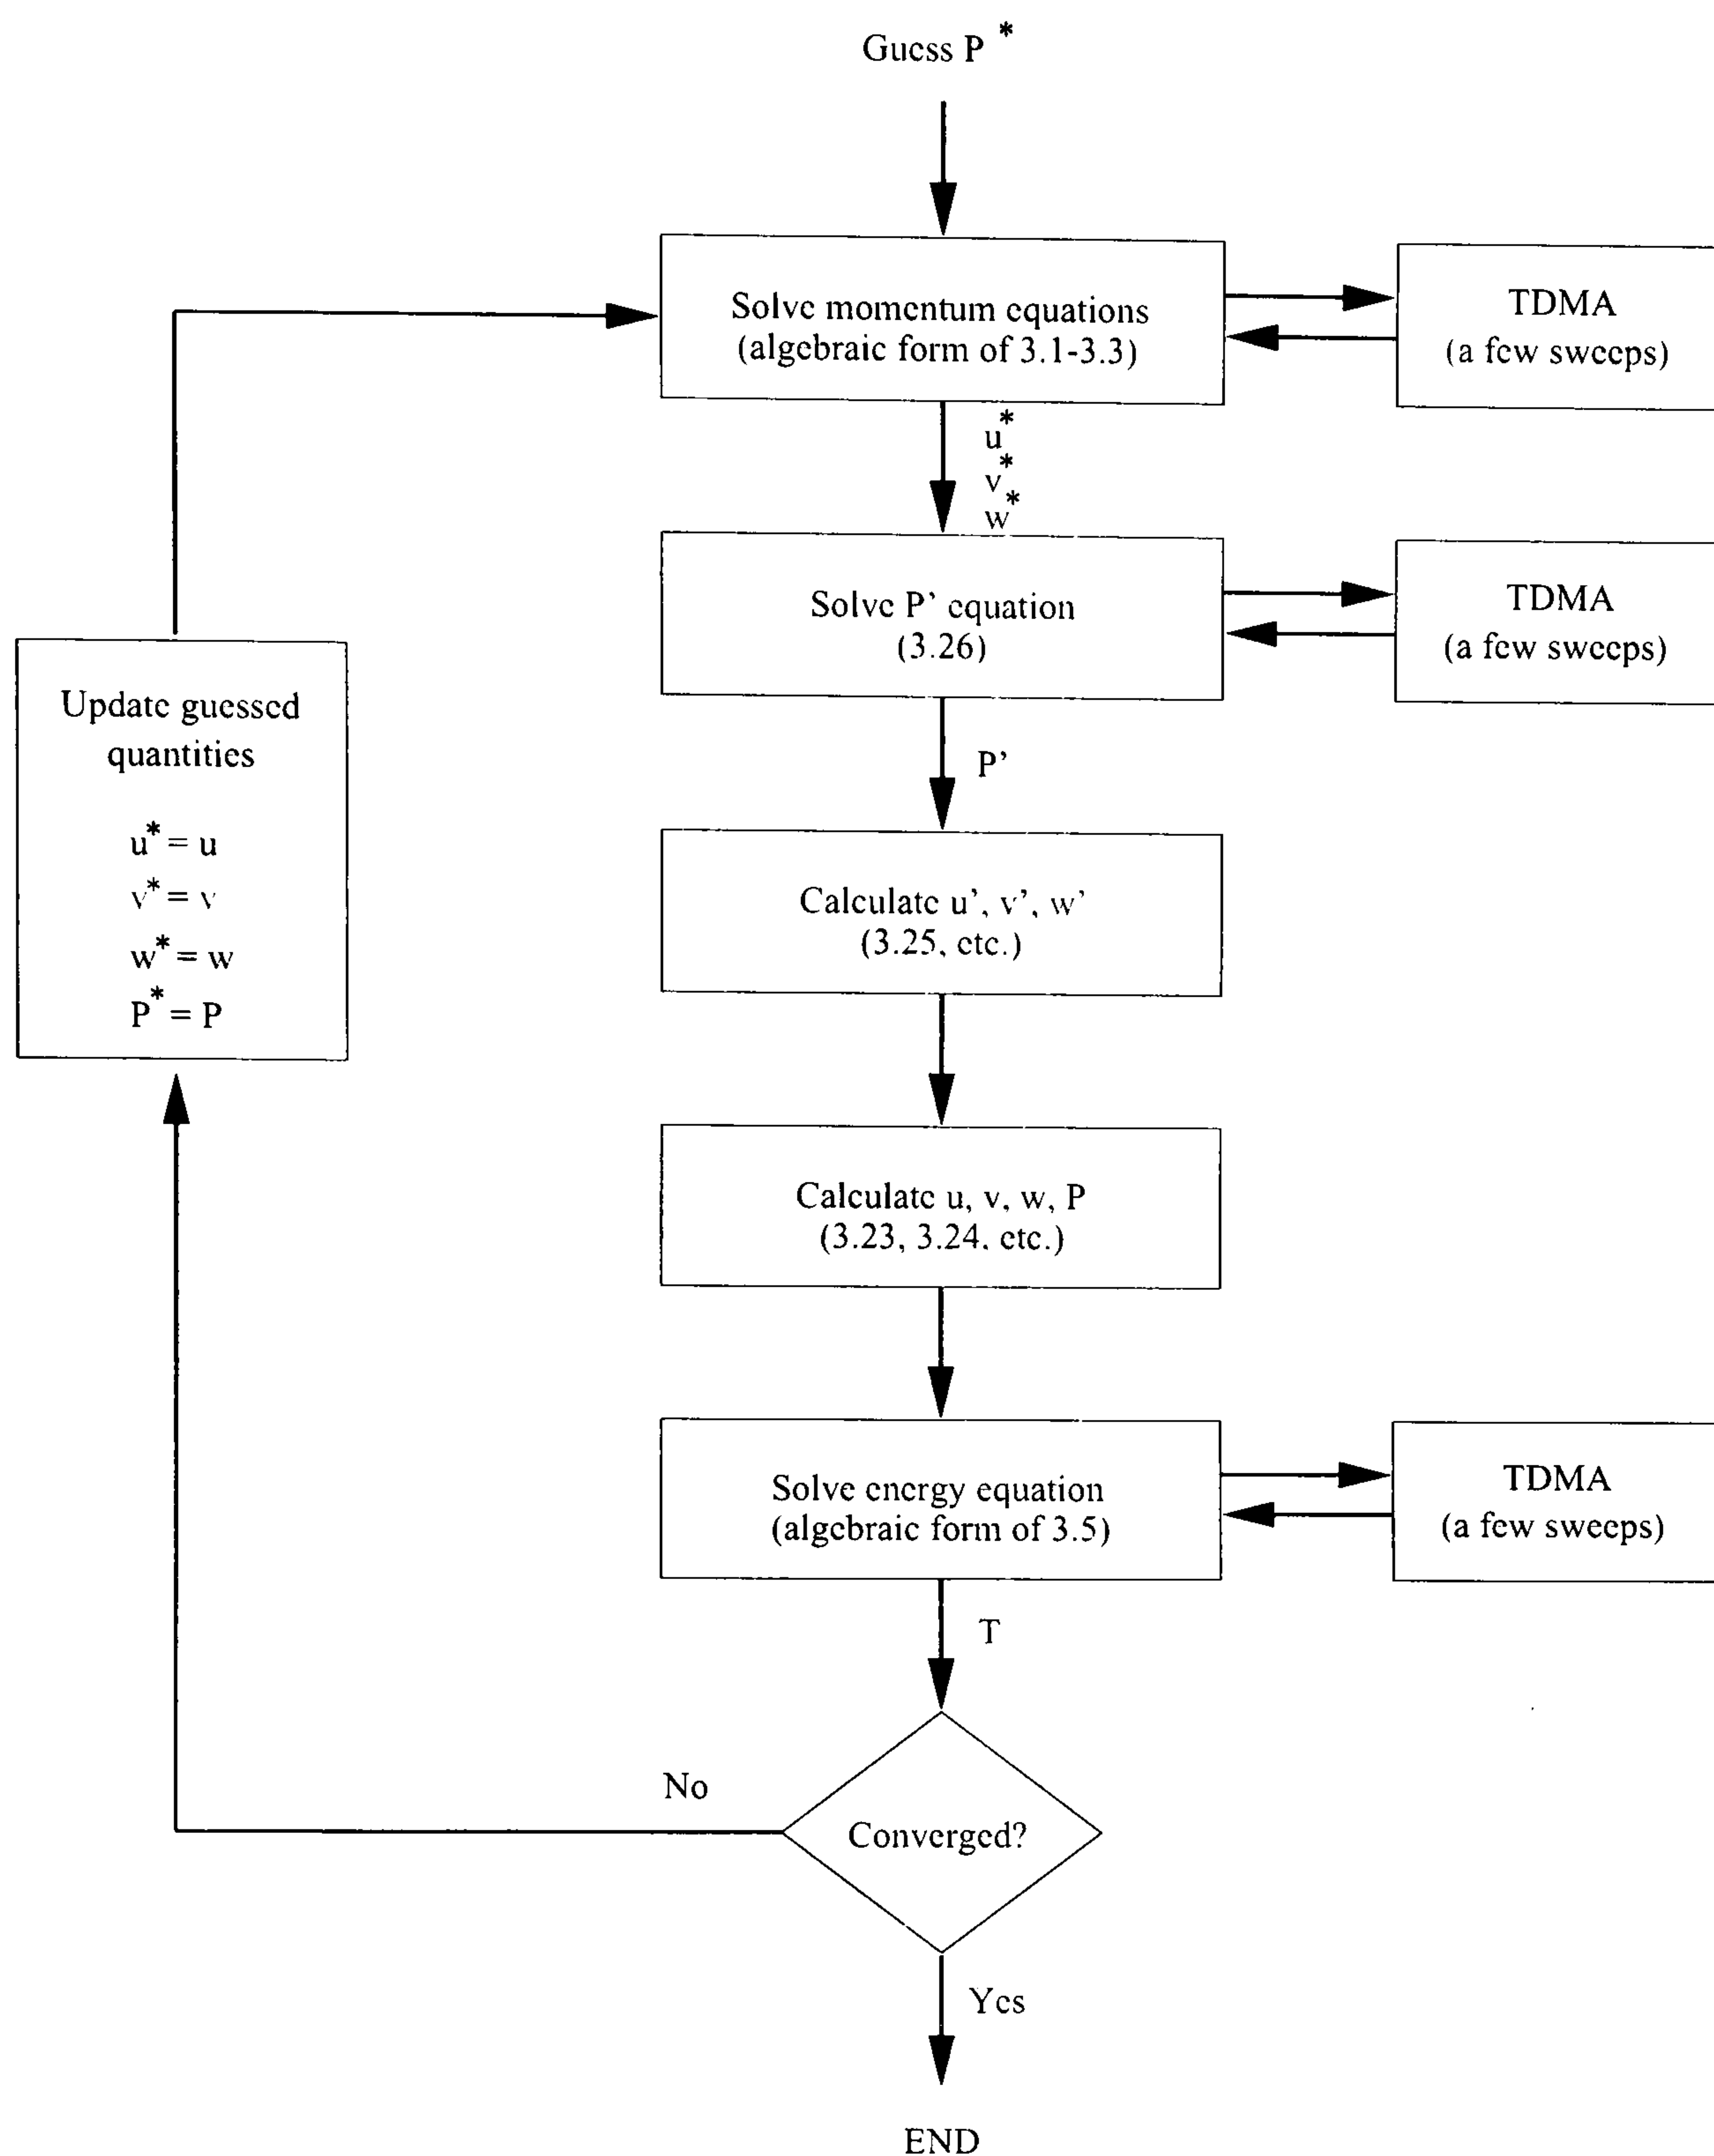 Guess P *
Solve momentum equations
(algebraic form of 3.1-3.3)
TDMA
(a few sweeps)
u*
v*
w*
Solve P' equation
(3.26)
TDMA
(a few sweeps)
P'
Update guessed
quantities
u* = u
v* = v
w* = w
P* = P
Calculate u', v', w'
(3.25, etc.)
Calculate u, v, w, P
(3.23, 3.24, etc.)
Solve energy equation
(algebraic form of 3.5)
TDMA
(a few sweeps)
T
No
Converged?
Yes
END